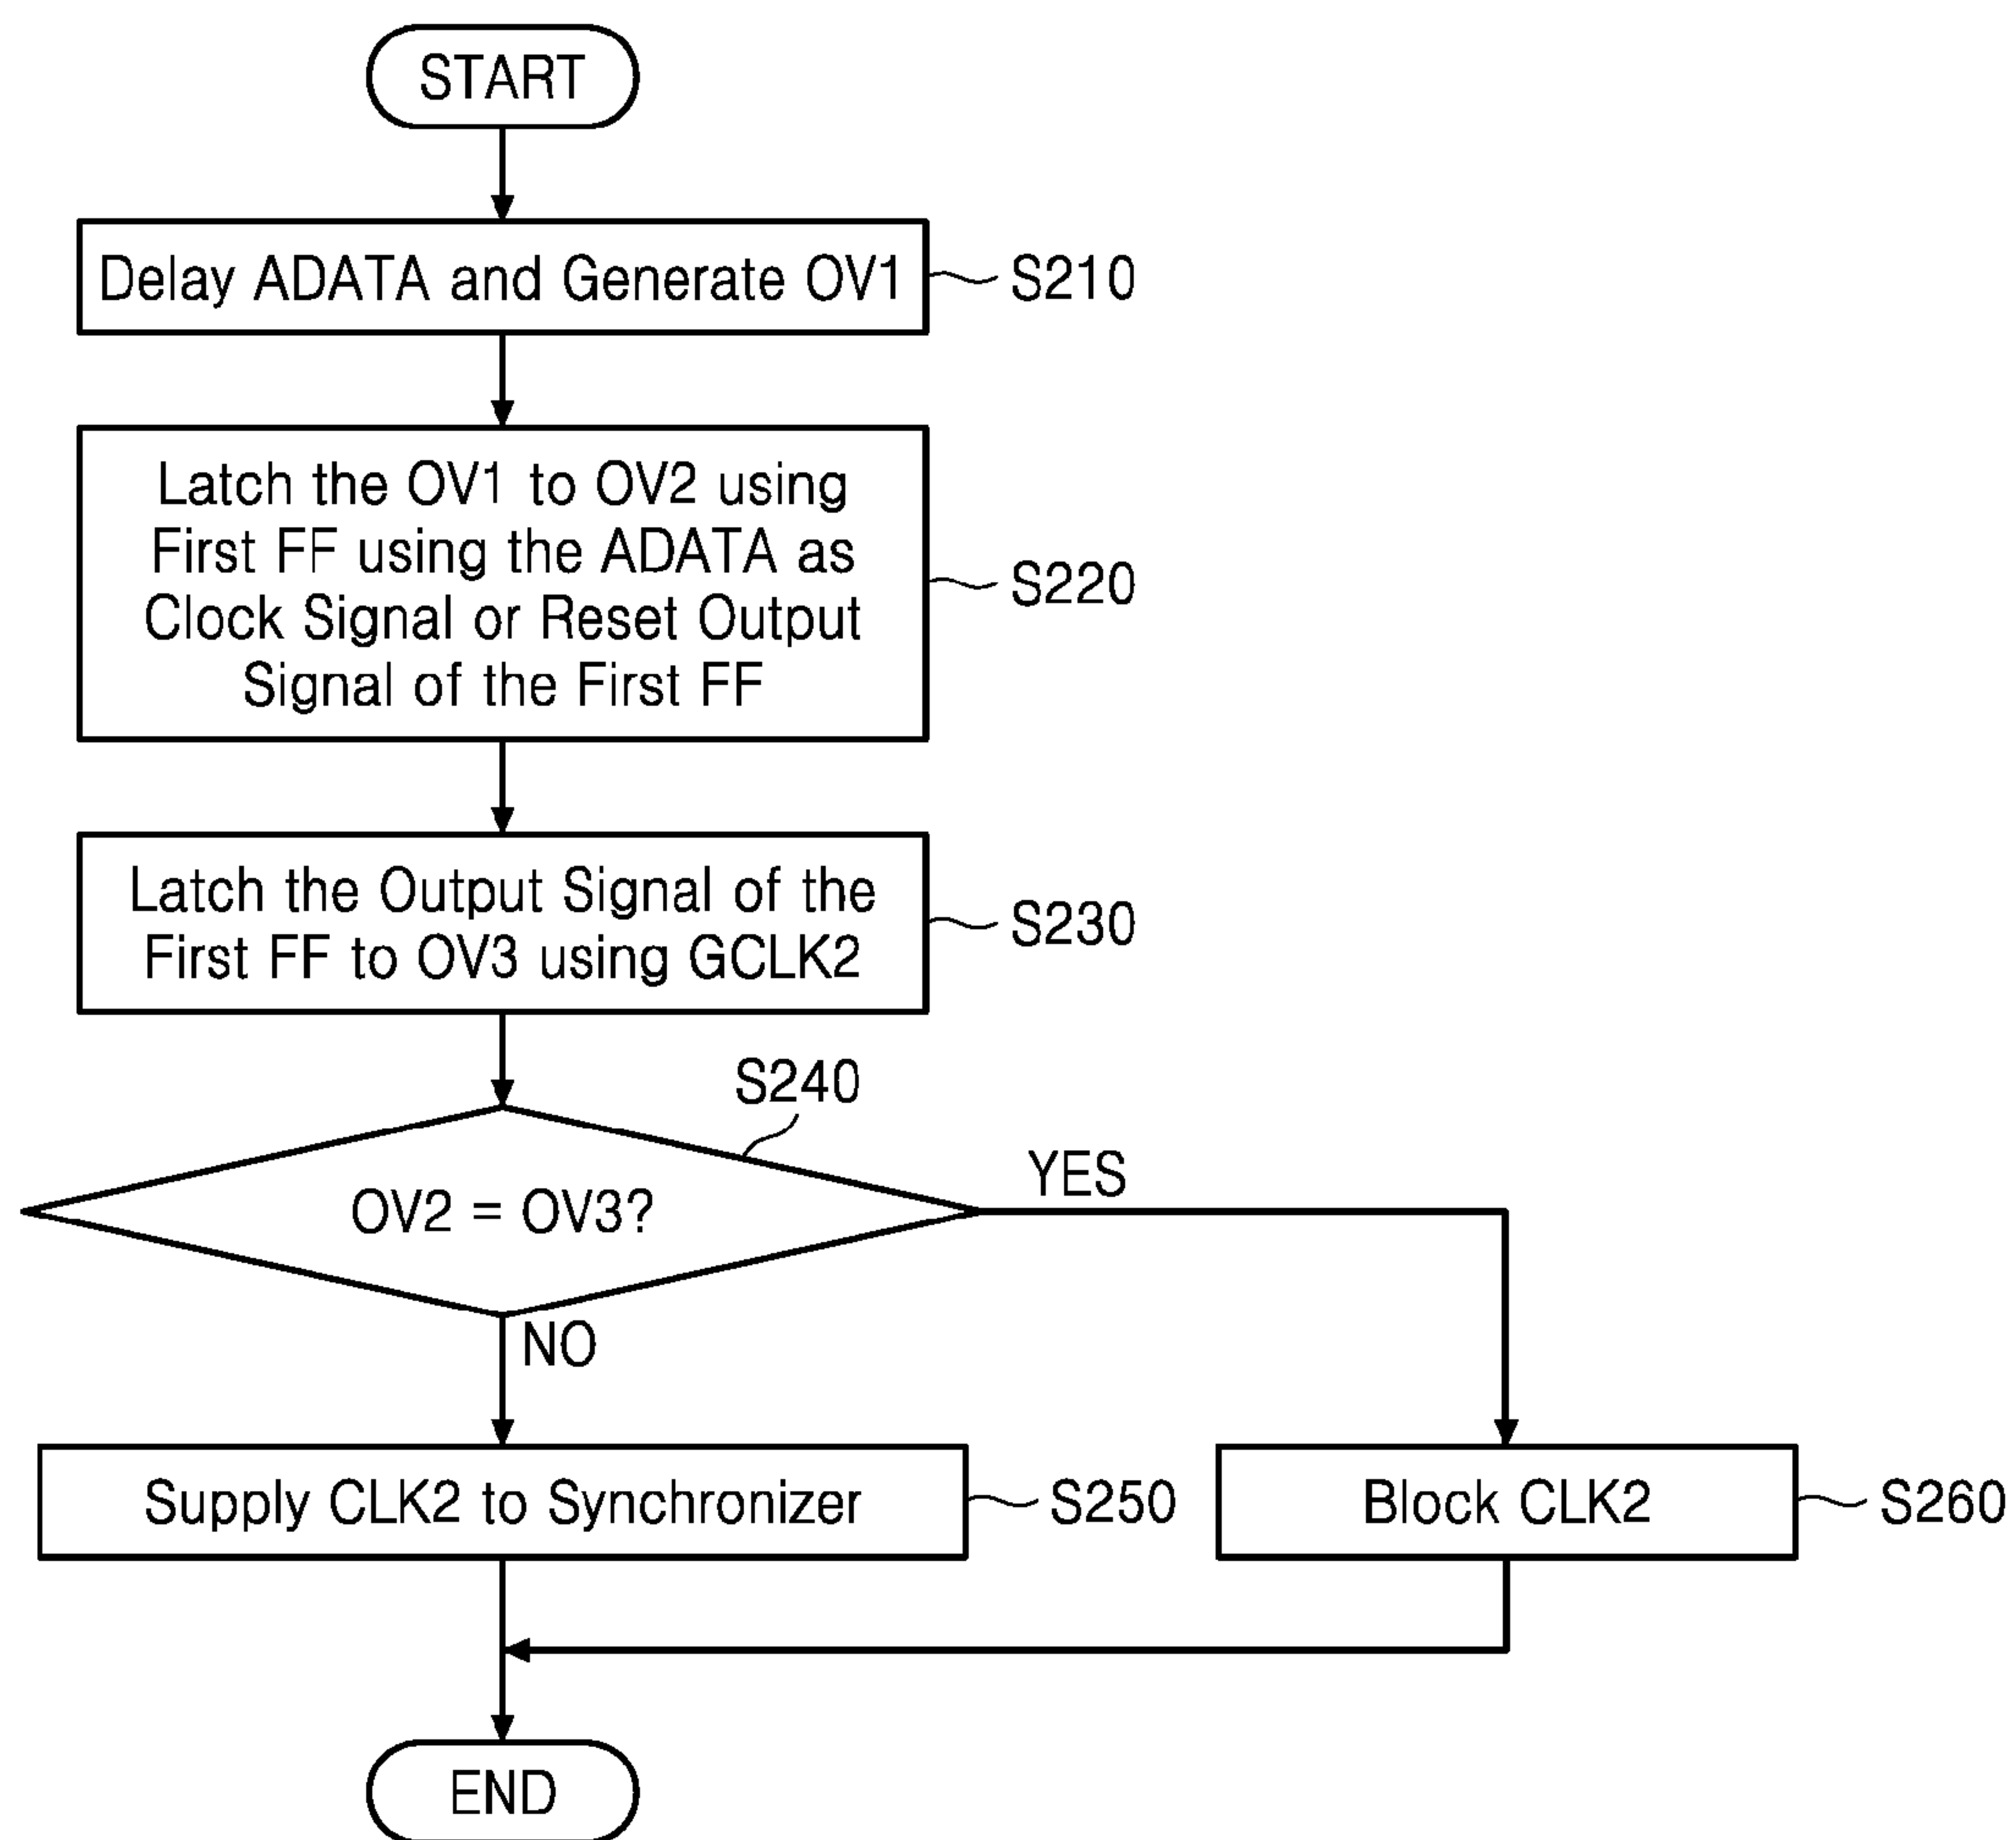 START
Delay ADATA and Generate OV1
S210
Latch the OV1 to OV2 using
First FF using the ADATA as
Clock Signal or Reset Output
Signal of the First FF
S220
Latch the Output Signal of the
First FF to OV3 using GCLK2
S230
S240
OV2 = OV3?
YES
NO
Supply CLK2 to Synchronizer
S250
Block CLK2
S260
END